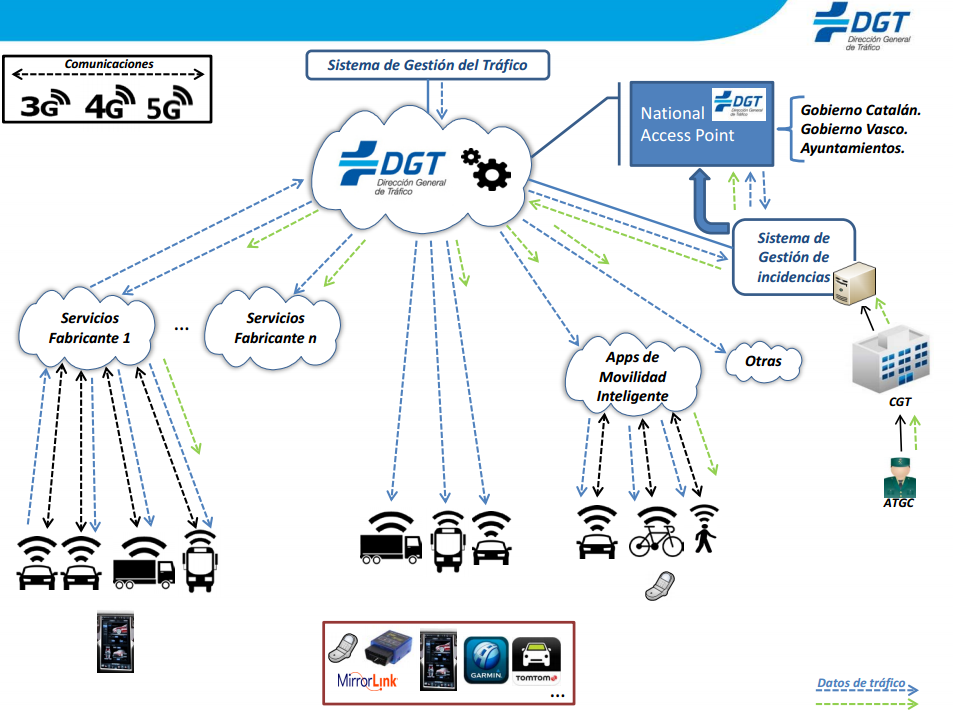 DGT
Dirección General
de Tráfico
Comunicaciones
3G 4G 5G
Sistema de Gestión del Tráfico
National
Access Point
DGT
Dirección General
de Tráfico
Gobierno Catalán.
Gobierno Vasco.
Ayuntamientos.
DGT
Dirección General
de Tráfico
Sistema de
Gestión de
incidencias
Servicios
Fabricante 1
...
Servicios
Fabricante n
Apps de
Movilidad
Inteligente
Otras
CGT
ATGC
MirrorLink
GARMIN
TOMTOM
...
Datos de tráfico